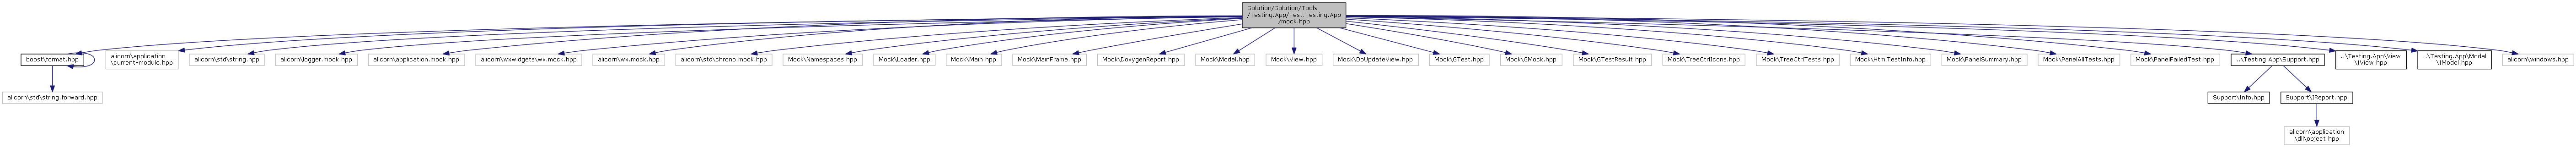 Solution/Solution/Tools
/Testing.App/Test.Testing.App
/mock.hpp
boost\format.hpp
alicorn\application
\current-module.hpp
alicorn\std\string.hpp
alicorn\logger.mock.hpp
alicorn\application.mock.hpp
alicorn\wxwidgets\wx.mock.hpp
alicorn\wx.mock.hpp
alicorn\std\chrono.mock.hpp
Mock\Namespaces.hpp
Mock\Loader.hpp
Mock\Main.hpp
Mock\MainFrame.hpp
Mock\DoxygenReport.hpp
Mock\Model.hpp
Mock\View.hpp
Mock\DoUpdateView.hpp
Mock\GTest.hpp
Mock\GMock.hpp
Mock\GTestResult.hpp
Mock\TreeCtrlIcons.hpp
Mock\TreeCtrlTests.hpp
Mock\HtmlTestInfo.hpp
Mock\PanelSummary.hpp
Mock\PanelAllTests.hpp
Mock\PanelFailedTest.hpp
..\Testing.App\Support.hpp
..\Testing.App\View
\IView.hpp
..\Testing.App\Model
\IModel.hpp
alicorn\windows.hpp
alicorn\std\string.forward.hpp
Support\Info.hpp
Support\IReport.hpp
alicorn\application
\dll\object.hpp